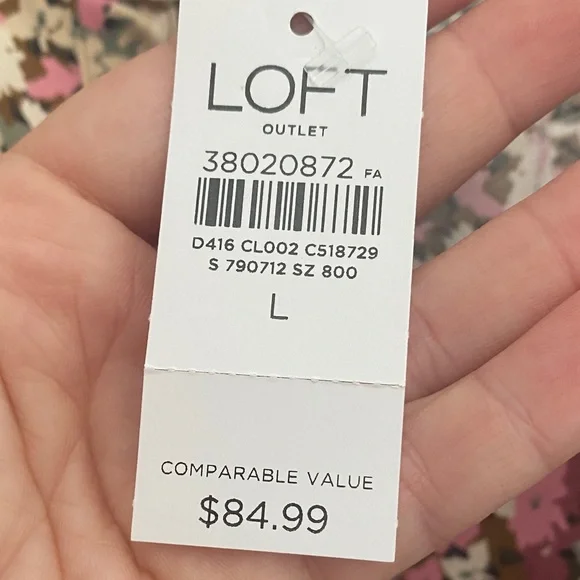 LOFT
OUTLET
38020872 FA
D416 CL002 C518729
S 790712 SZ 800
L
COMPARABLE VALUE
$84.99